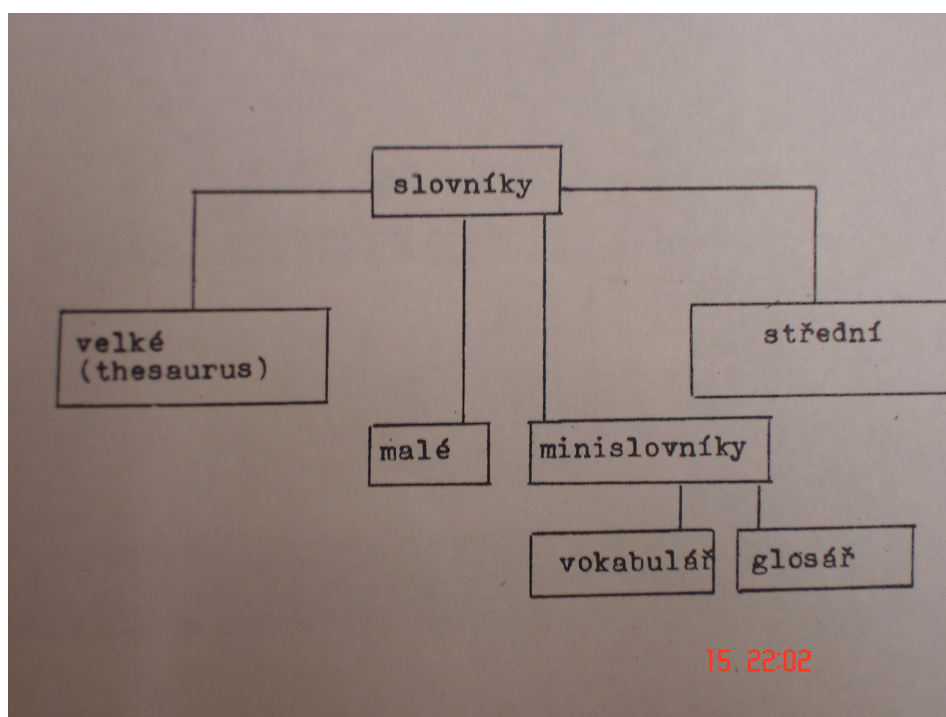 slovníky
velké
(thesaurus)
střední
malé
minislovníky
vokabulář
glosář
15. 22:02